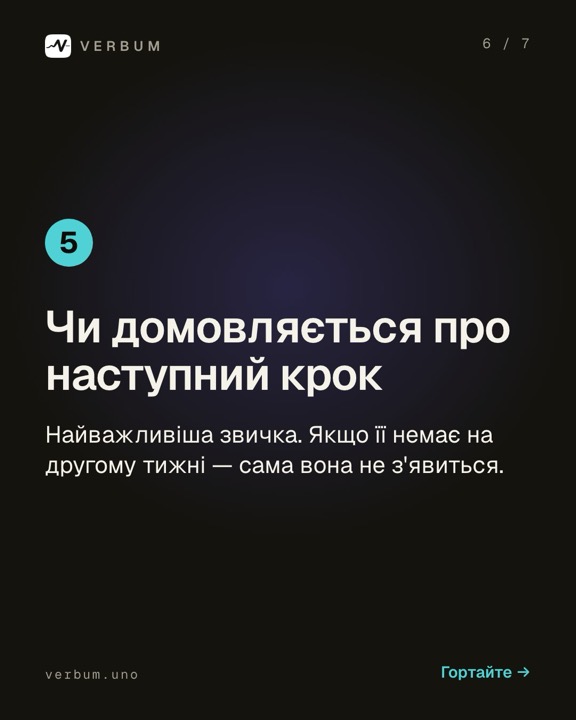 VERBUM
6 / 7
5
Чи домовляється про
наступний крок
Найважливіша звичка. Якщо її немає на
другому тижні — сама вона не з'явиться.
verbum.uno
Гортайте →